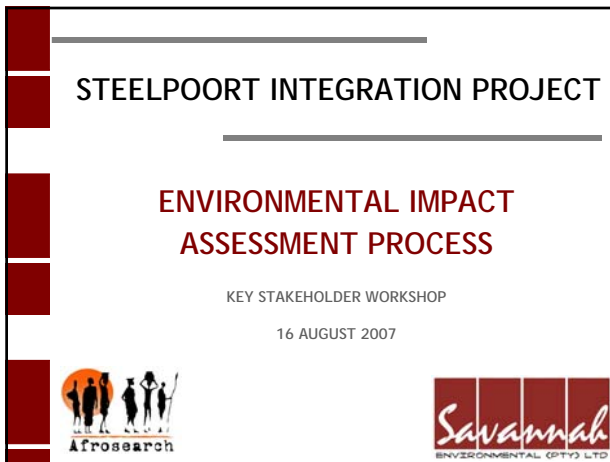 STEELPOORT INTEGRATION PROJECT
ENVIRONMENTAL IMPACT
ASSESSMENT PROCESS
KEY STAKEHOLDER WORKSHOP
16 AUGUST 2007
Afrosearch
Savannah
ENVIRONMENTAL (PTY) LTD